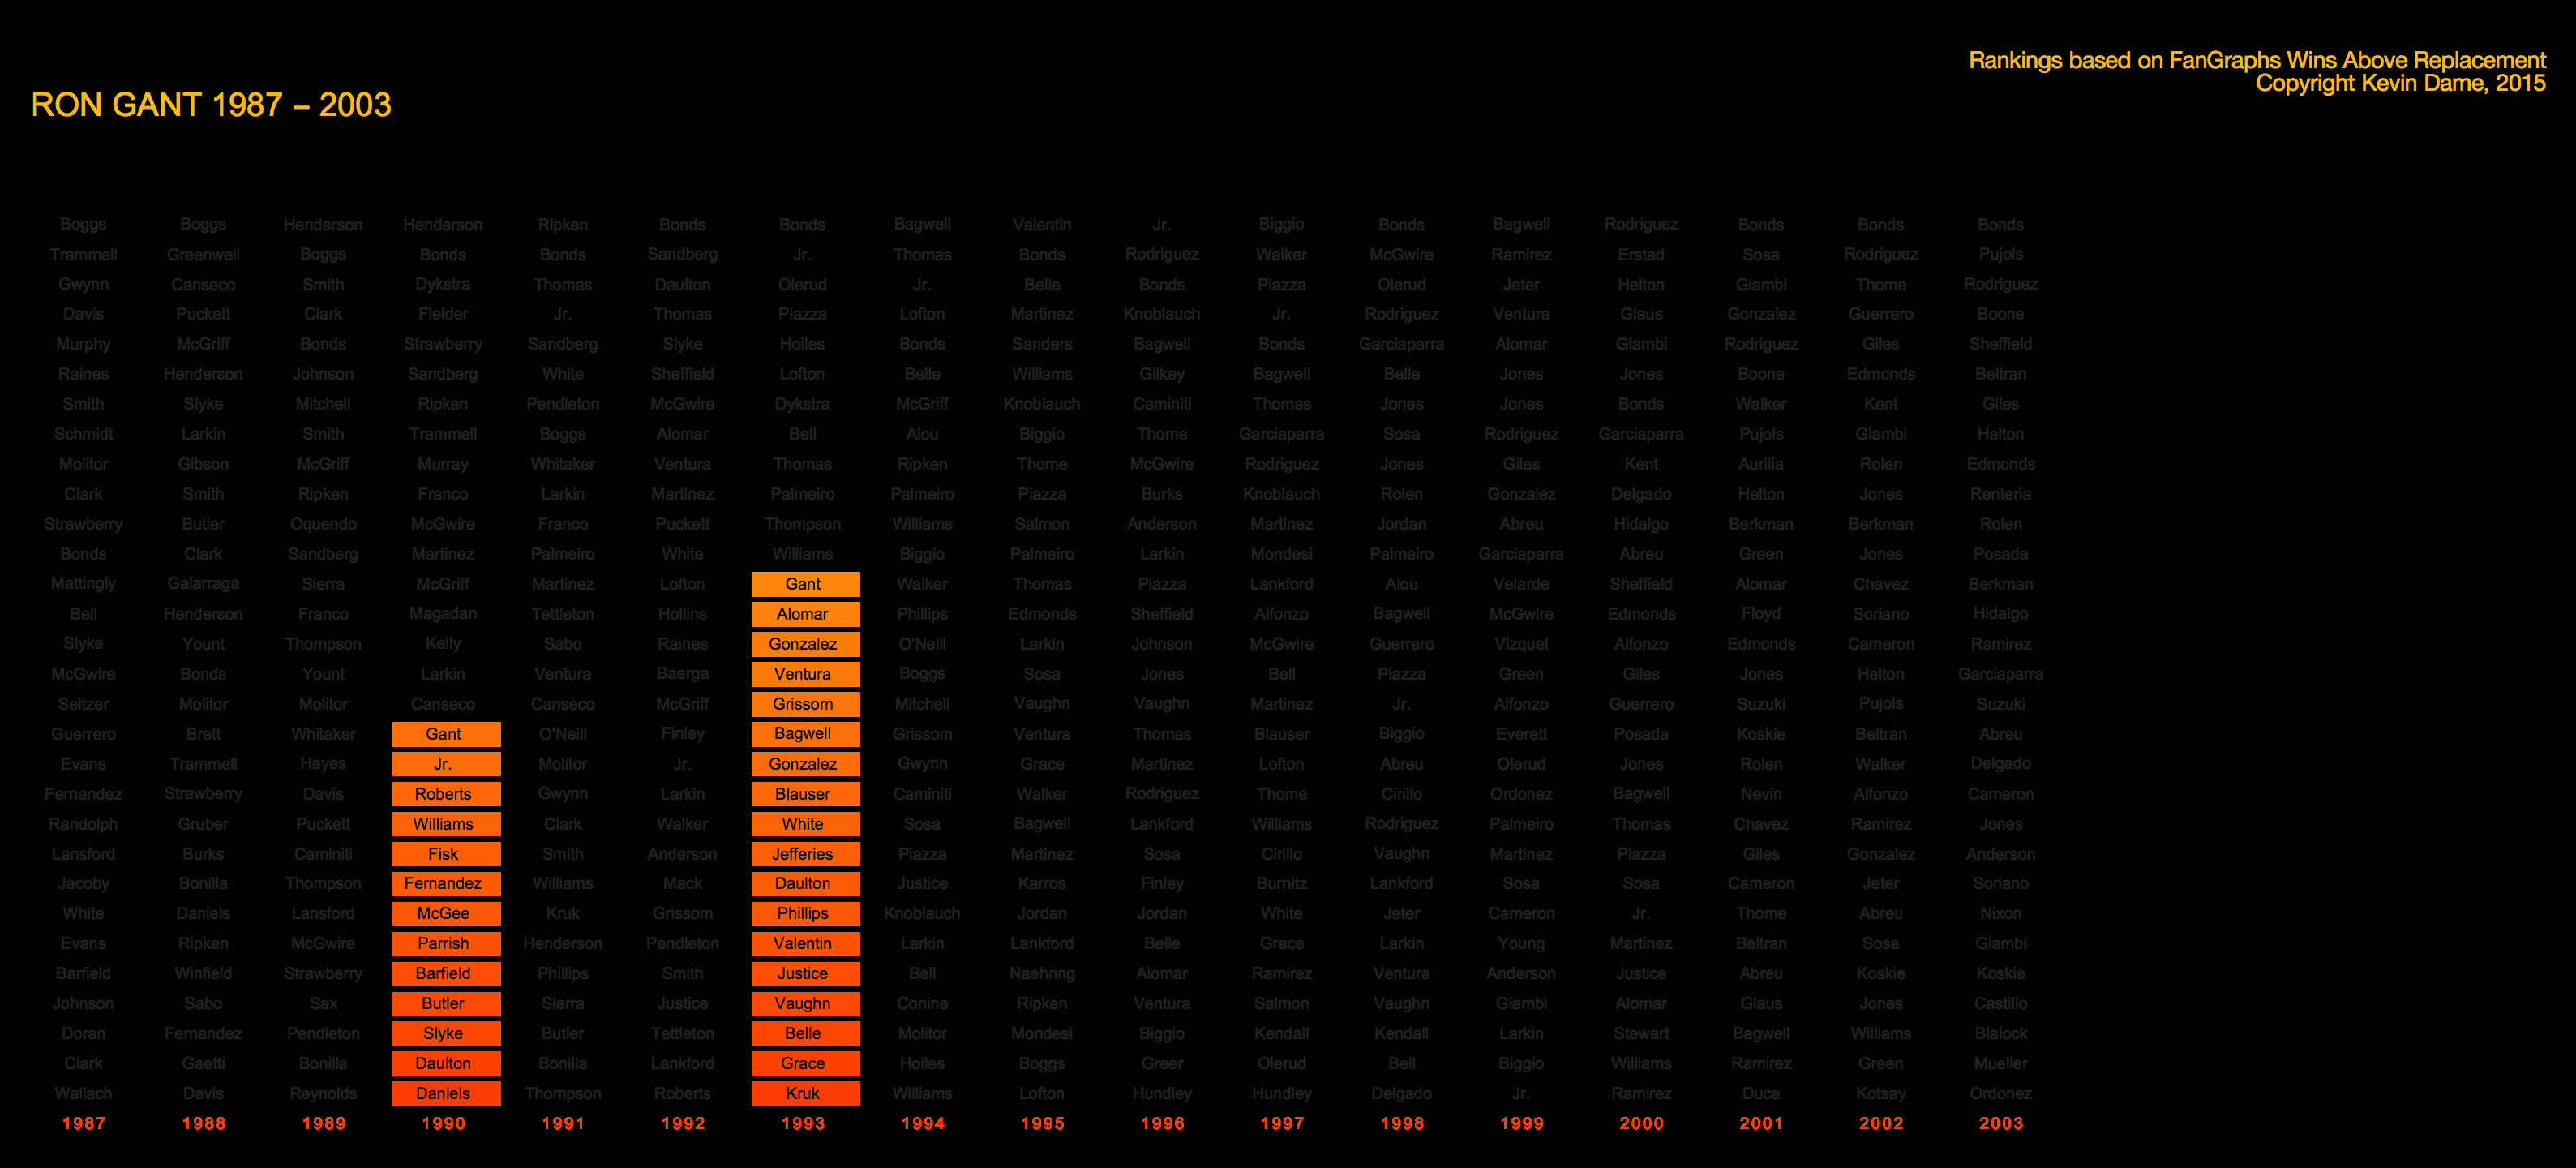 Rankings based on FanGraphs Wins Above Replacement
Copyright Kevin Dame, 2015
RON GANT 1987 – 2003
Boggs Boggs Henderson Henderson Ripken Bonds Bonds Bagwell Valentin Jr. Biggio Bonds Bagwell Rodriguez Bonds Bonds Bonds
Trammell Greenwell Boggs Bonds Bonds Sandberg Jr. Thomas Bonds Rodriguez Walker McGwire Ramirez Erstad Sosa Rodriguez Pujols
Gwynn Canseco Smith Dykstra Thomas Daulton Olerud Jr. Belle Bonds Piazza Olerud Jeter Helton Giambi Thome Rodriguez
Davis Puckett Clark Fielder Jr. Thomas Piazza Lofton Martinez Knoblauch Jr. Rodriguez Ventura Glaus Gonzalez Guerrero Boone
Murphy McGriff Bonds Strawberry Sandberg Slyke Hoiles Bonds Sanders Bagwell Bonds Garciaparra Alomar Giambi Rodriguez Giles Sheffield
Raines Henderson Johnson Sandberg White Sheffield Lofton Belle Williams Gilkey Bagwell Belle Jones Jones Boone Edmonds Beltran
Smith Slyke Mitchell Ripken Pendleton McGwire Dykstra McGriff Knoblauch Caminiti Thomas Jones Jones Bonds Walker Kent Giles
Schmidt Larkin Smith Trammell Boggs Alomar Bell Alou Biggio Thome Garciaparra Sosa Rodriguez Garciaparra Pujols Giambi Helton
Molitor Gibson McGriff Murray Whitaker Ventura Thomas Ripken Thome McGwire Rodriguez Jones Giles Kent Aurilia Rolen Edmonds
Clark Smith Ripken Franco Larkin Martinez Palmeiro Palmeiro Piazza Burks Knoblauch Rolen Gonzalez Delgado Helton Jones Renteria
Strawberry Butler Oquendo McGwire Franco Puckett Thompson Williams Salmon Anderson Martinez Jordan Abreu Hidalgo Berkman Berkman Rolen
Bonds Clark Sandberg Martinez Palmeiro White Williams Biggio Palmeiro Larkin Mondesi Palmeiro Garciaparra Abreu Green Jones Posada
Mattingly Galarraga Sierra McGriff Martinez Lofton Gant Walker Thomas Piazza Lankford Alou Velarde Sheffield Alomar Chavez Berkman
Bell Henderson Franco Magadan Tettleton Hollins Alomar Phillips Edmonds Sheffield Alfonzo Bagwell McGwire Edmonds Floyd Soriano Hidalgo
Slyke Yount Thompson Kelly Sabo Raines Gonzalez O'Neill Larkin Johnson McGwire Guerrero Vizquel Alfonzo Edmonds Cameron Ramirez
McGwire Bonds Yount Larkin Ventura Baerga Ventura Boggs Sosa Jones Bell Piazza Green Giles Jones Helton Garciaparra
Seitzer Molitor Molitor Canseco Canseco McGriff Grissom Mitchell Vaughn Vaughn Martinez Jr. Alfonzo Guerrero Suzuki Pujols Suzuki
Guerrero Brett Whitaker Gant O'Neill Finley Bagwell Grissom Ventura Thomas Blauser Biggio Everett Posada Koskie Beltran Abreu
Evans Trammell Hayes Jr. Molitor Jr. Gonzalez Gwynn Grace Martinez Lofton Abreu Olerud Jones Rolen Walker Delgado
Fernandez Strawberry Davis Roberts Gwynn Larkin Blauser Caminiti Walker Rodriguez Thome Cirillo Ordonez Bagwell Nevin Alfonzo Cameron
Randolph Gruber Puckett Williams Clark Walker White Sosa Bagwell Lankford Williams Rodriguez Palmeiro Thomas Chavez Ramirez Jones
Lansford Burks Caminiti Fisk Smith Anderson Jefferies Piazza Martinez Sosa Cirillo Vaughn Martinez Piazza Giles Gonzalez Anderson
Jacoby Bonilla Thompson Fernandez Williams Mack Daulton Justice Karros Finley Burnitz Lankford Sosa Sosa Cameron Jeter Soriano
White Daniels Lansford McGee Kruk Grissom Phillips Knoblauch Jordan Jordan White Jeter Cameron Jr. Thome Abreu Nixon
Evans Ripken McGwire Parrish Henderson Pendleton Valentin Larkin Lankford Belle Grace Larkin Young Martinez Beltran Sosa Giambi
Barfield Winfield Strawberry Barfield Phillips Smith Justice Bell Naehring Alomar Ramirez Ventura Anderson Justice Abreu Koskie Koskie
Johnson Sabo Sax Butler Sierra Justice Vaughn Conine Ripken Ventura Salmon Vaughn Giambi Alomar Glaus Jones Castillo
Doran Fernandez Pendleton Slyke Butler Tettleton Belle Molitor Mondesi Biggio Kendall Kendall Larkin Stewart Bagwell Williams Blalock
Clark Gaetti Bonilla Daulton Bonilla Lankford Grace Hoiles Boggs Greer Olerud Bell Biggio Williams Ramirez Green Mueller
Wallach Davis Reynolds Daniels Thompson Roberts Kruk Williams Lofton Hundley Hundley Delgado Jr. Ramirez Duca Kotsay Ordonez
1987 1988 1989 1990 1991 1992 1993 1994 1995 1996 1997 1998 1999 2000 2001 2002 2003